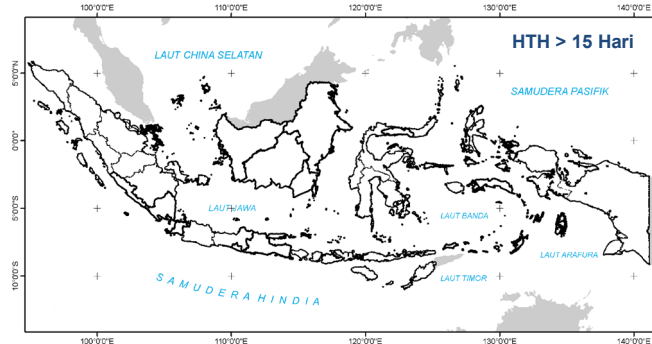 100°0'0"E 110°0'0"E 120°0'0"E 130°0'0"E 140°0'0"E
HTH > 15 Hari
LAUT CHINA SELATAN
5°0'0"N
5°0'0"N
SAMUDERA PASIFIK
0°0'0"
0°0'0"
5°0'0"S
LAUT JAWA
LAUT BANDA
5°0'0"S
LAUT ARAFURA
10°0'0"S
SAMUDERA HINDIA
LAUT TIMOR
10°0'0"S
100°0'0"E 110°0'0"E 120°0'0"E 130°0'0"E 140°0'0"E